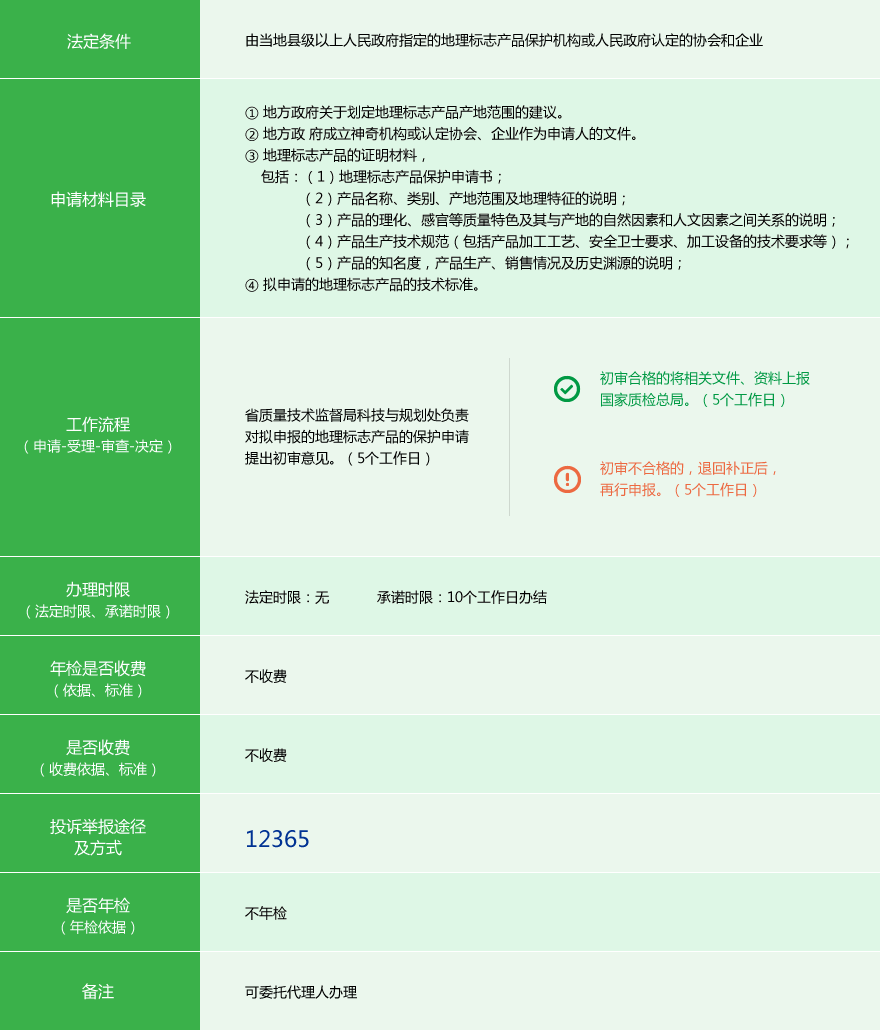 法定条件
由当地县级以上人民政府指定的地理标志产品保护机构或人民政府认定的协会和企业
申请材料目录
① 地方政府关于划定地理标志产品产地范围的建议。
② 地方政 府成立神奇机构或认定协会、企业作为申请人的文件。
③ 地理标志产品的证明材料，
包括：（1）地理标志产品保护申请书；
（2）产品名称、类别、产地范围及地理特征的说明；
（3）产品的理化、感官等质量特色及其与产地的自然因素和人文因素之间关系的说明；
（4）产品生产技术规范（包括产品加工工艺、安全卫士要求、加工设备的技术要求等）；
（5）产品的知名度，产品生产、销售情况及历史渊源的说明；
④ 拟申请的地理标志产品的技术标准。
工作流程
（申请-受理-审查-决定）
省质量技术监督局科技与规划处负责
对拟申报的地理标志产品的保护申请
提出初审意见。（5个工作日）
初审合格的将相关文件、资料上报
国家质检总局。（5个工作日）
初审不合格的，退回补正后，
再行申报。（5个工作日）
办理时限
（法定时限、承诺时限）
法定时限：无 承诺时限：10个工作日办结
年检是否收费
（依据、标准）
不收费
是否收费
（收费依据、标准）
不收费
投诉举报途径
及方式
12365
是否年检
（年检依据）
不年检
备注
可委托代理人办理